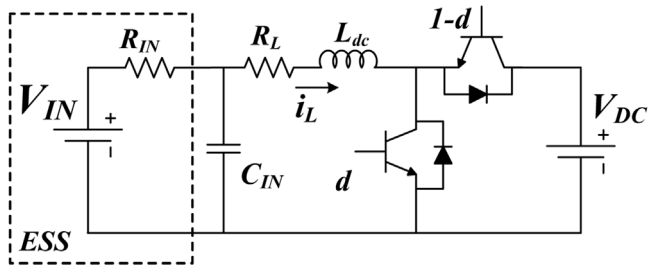 1-d
R_IN
R_L
L_dc
V_IN
+
i_L
V_DC
+
C_IN
d
ESS